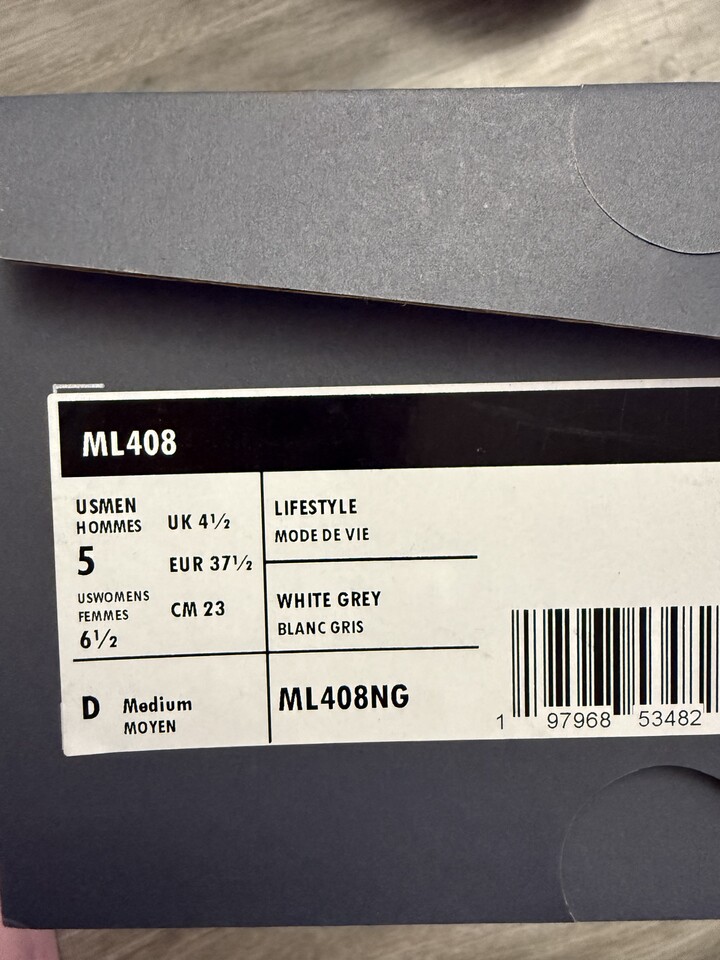 ML408
USMEN
HOMMES
5
USWOMENS
FEMMES
6½
UK 4½
EUR 37½
CM 23
LIFESTYLE
MODE DE VIE
WHITE GREY
BLANC GRIS
D Medium
MOYEN
ML408NG
1 97968 53482